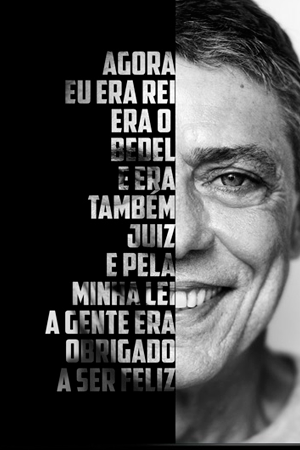 AGORA
EU ERA REI
ERA O
BEDEL
E ERA
TAMBÉM
JUIZ
E PELA
MINHA LEI
A GENTE ERA
OBRIGADO
A SER FELIZ